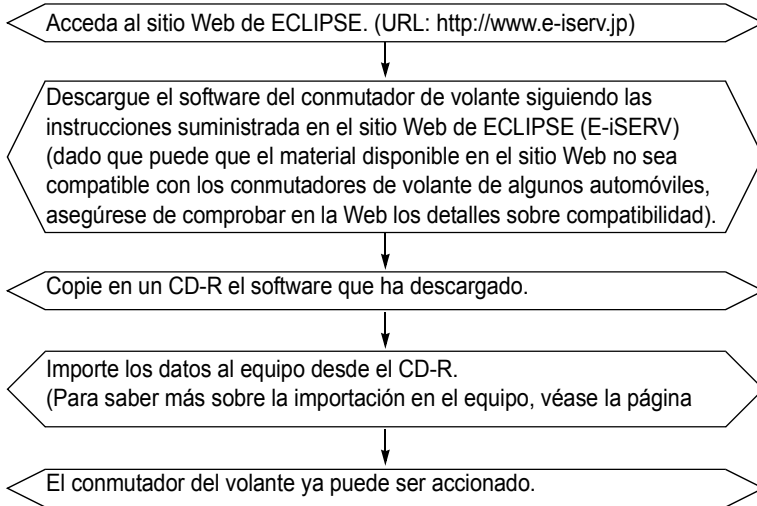 Acceda al sitio Web de ECLIPSE. (URL: http://www.e-iserv.jp)
Descargue el software del conmutador de volante siguiendo las
instrucciones suministrada en el sitio Web de ECLIPSE (E-iSERV)
(dado que puede que el material disponible en el sitio Web no sea
compatible con los conmutadores de volante de algunos automóviles,
asegúrese de comprobar en la Web los detalles sobre compatibilidad).
Copie en un CD-R el software que ha descargado.
Importe los datos al equipo desde el CD-R.
(Para saber más sobre la importación en el equipo, véase la página
El conmutador del volante ya puede ser accionado.